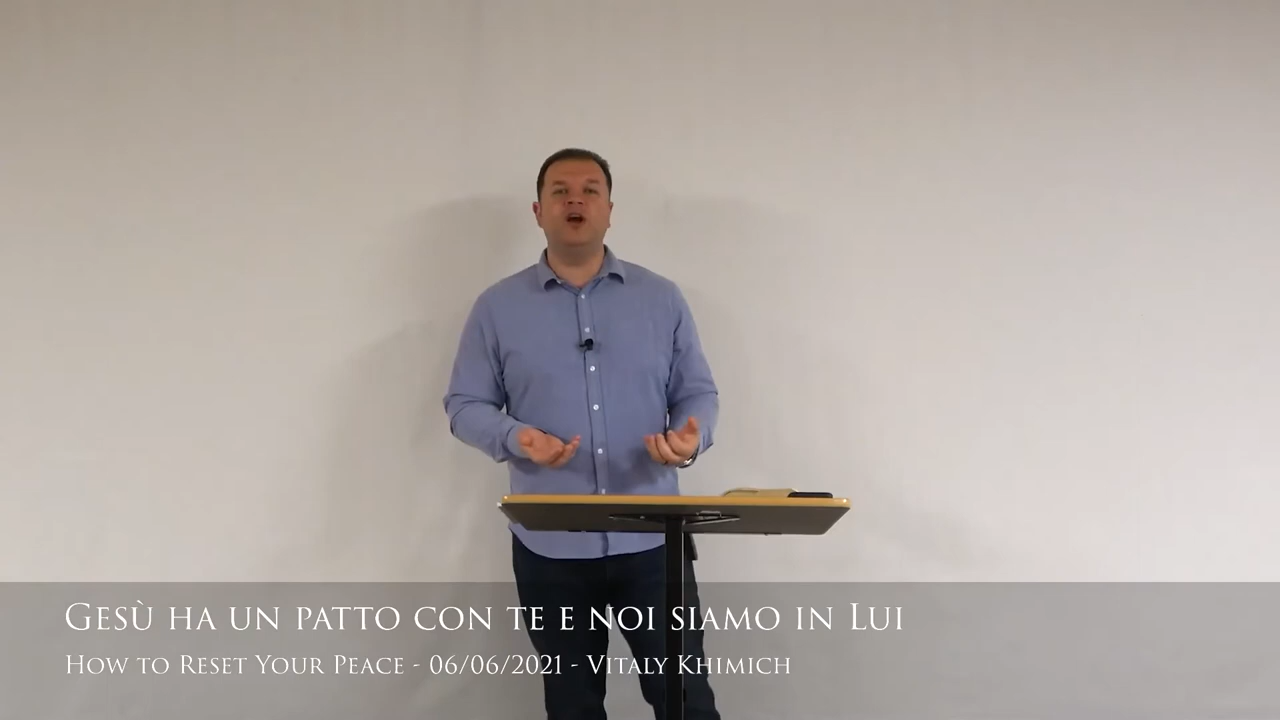 Gesù ha un patto con te e noi siamo in Lui
How to Reset Your Peace - 06/06/2021 - Vitaly Khimich